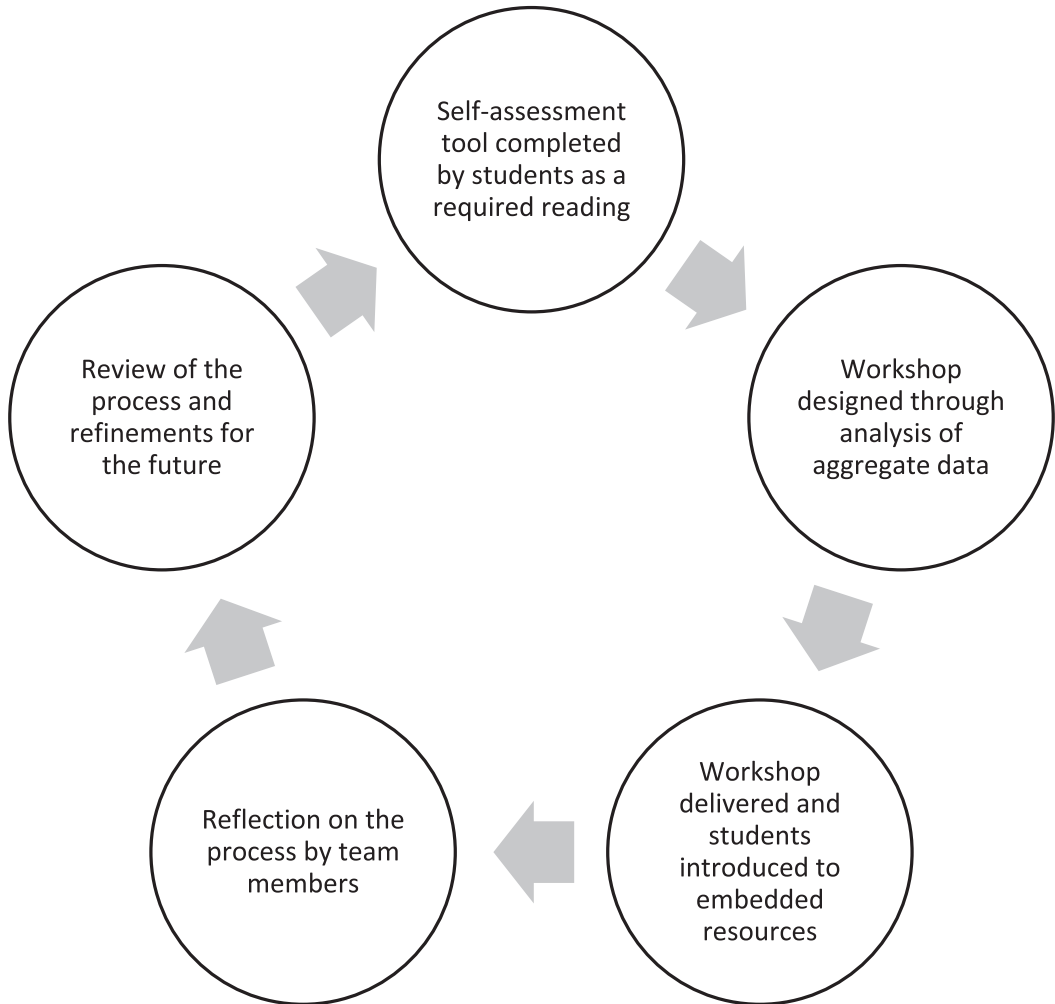 Self-assessment
tool completed
by students as a
required reading
Workshop
designed through
analysis of
aggregate data
Workshop
delivered and
students
introduced to
embedded
resources
Reflection on the
process by team
members
Review of the
process and
refinements for
the future